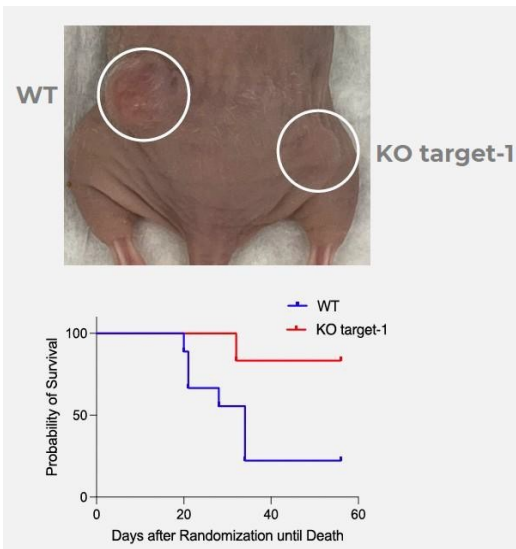 WT
KO target-1
WT
KO target-1
Probability of Survival
100
50
0
0 20 40 60
Days after Randomization until Death